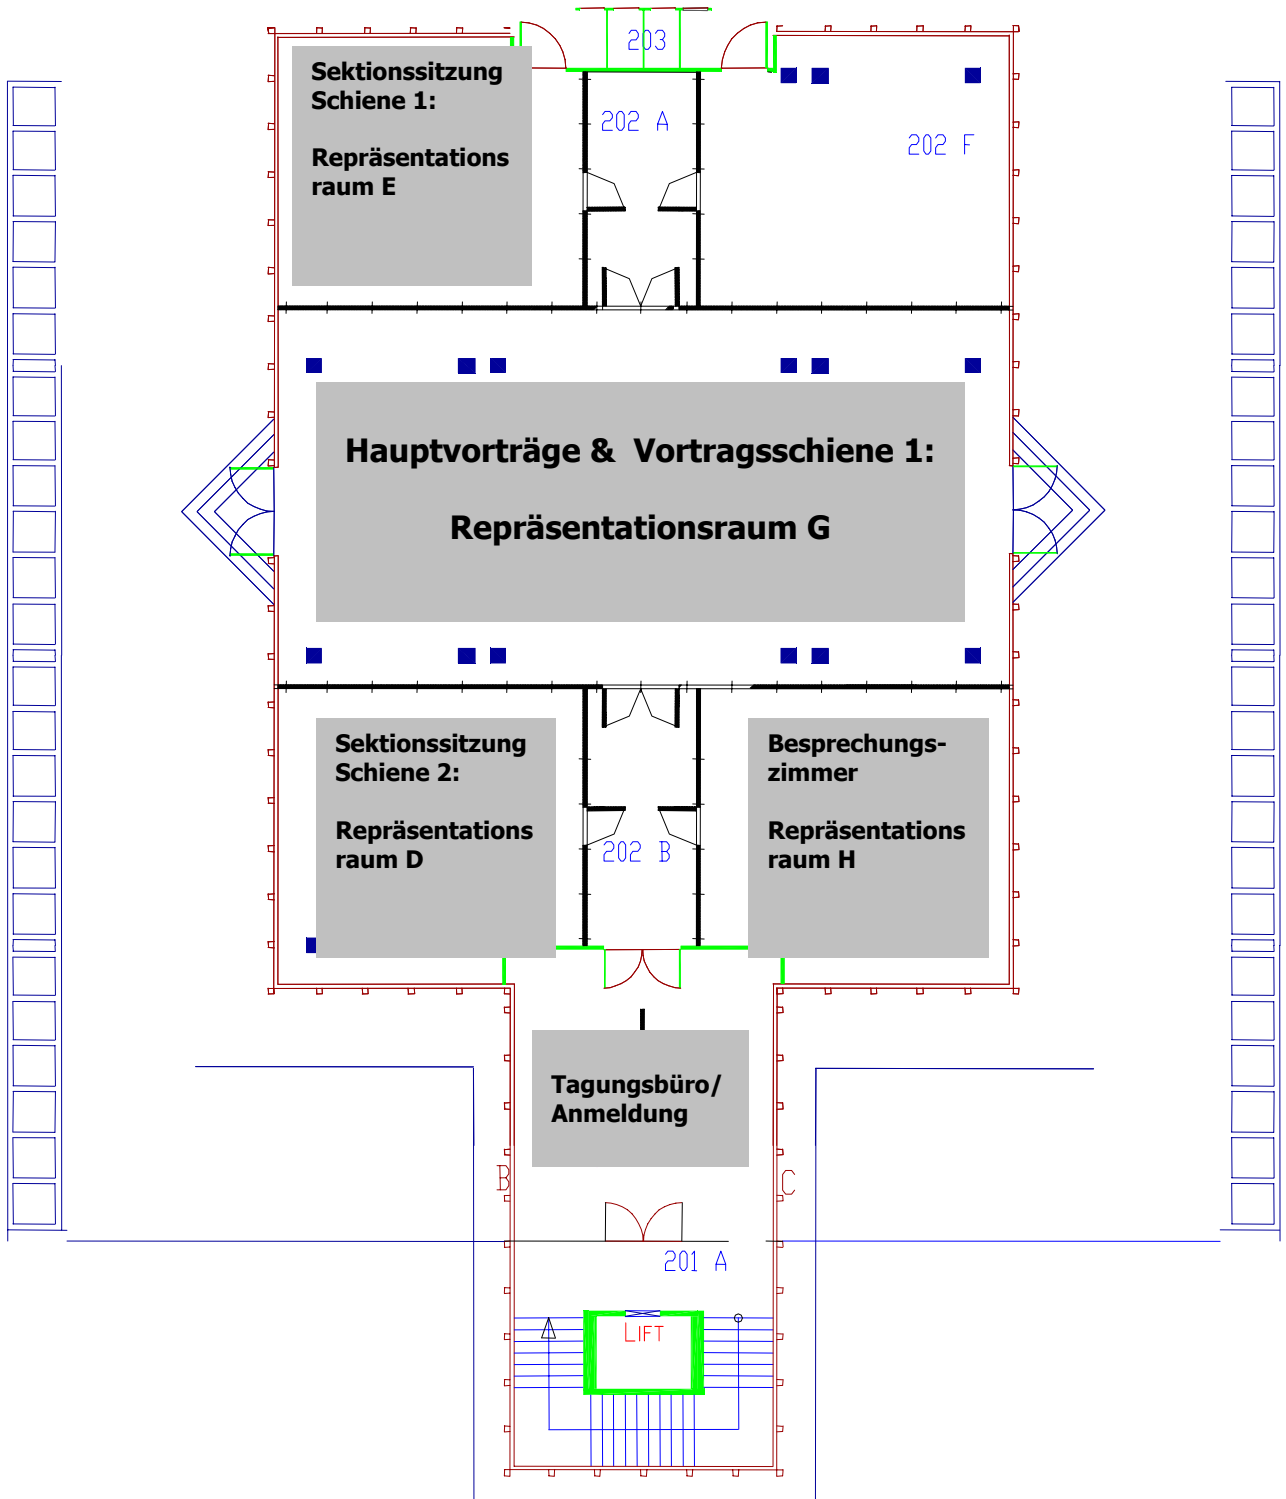 203
Sektionssitzung
Schiene 1:
Repräsentations
raum E
202 A
202 F
Hauptvorträge & Vortragsschiene 1:
Repräsentationsraum G
Sektionssitzung
Schiene 2:
Repräsentations
raum D
202 B
Besprechungs-
zimmer
Repräsentations
raum H
Tagungsbüro/
Anmeldung
B
C
201 A
LIFT